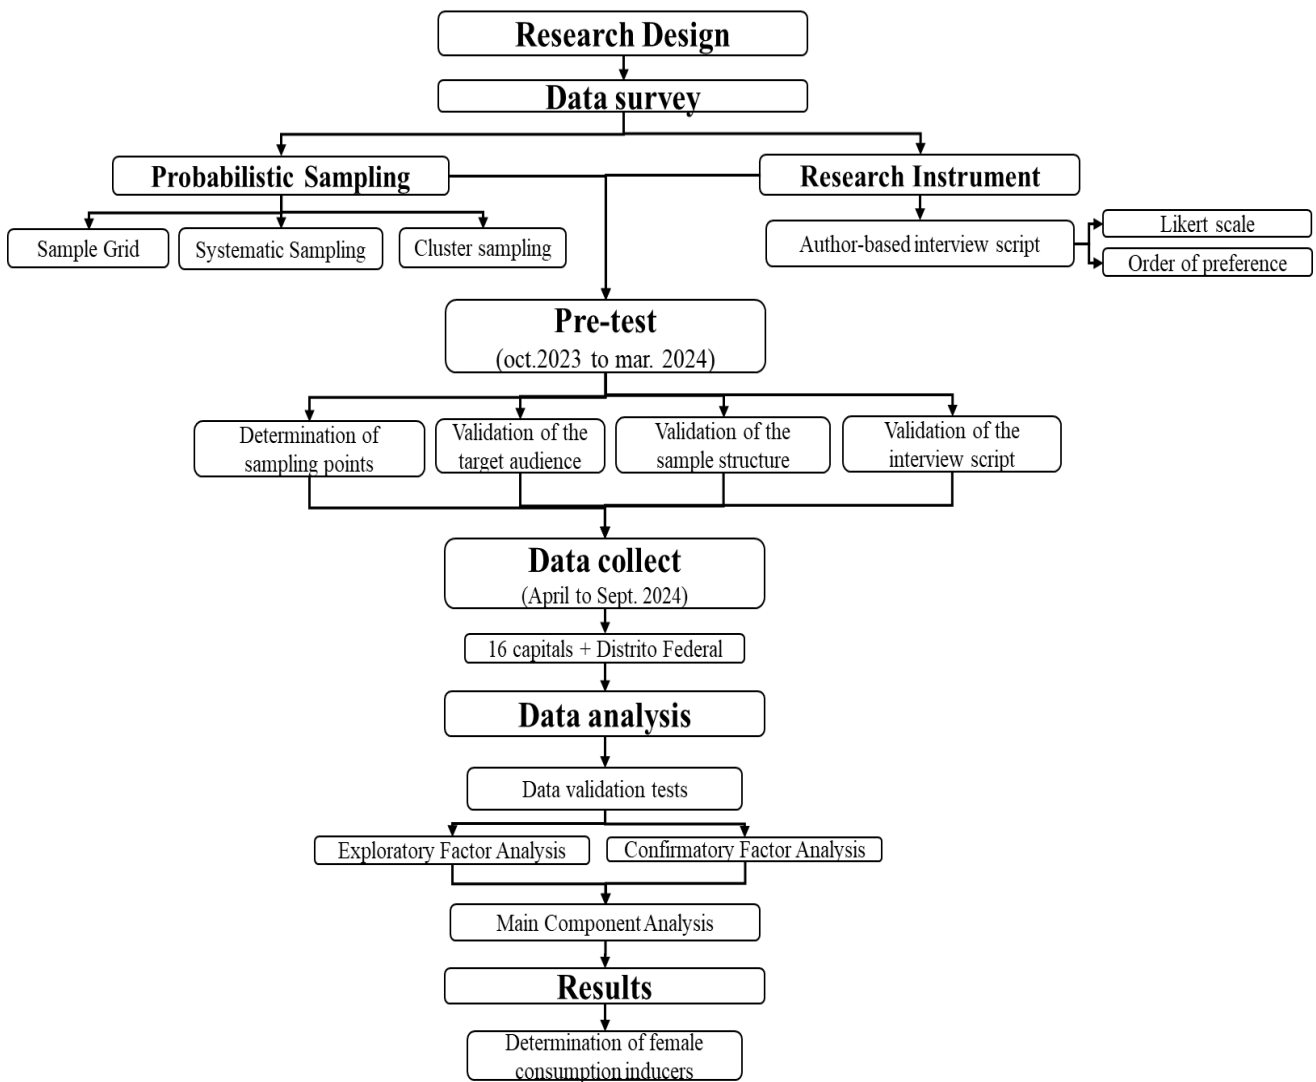 Research Design
Data survey
Probabilistic Sampling
Research Instrument
Sample Grid
Systematic Sampling
Cluster sampling
Author-based interview script
Likert scale
Order of preference
Pre-test
(oct.2023 to mar. 2024)
Determination of
sampling points
Validation of the
target audience
Validation of the
sample structure
Validation of the
interview script
Data collect
(April to Sept. 2024)
16 capitals + Distrito Federal
Data analysis
Data validation tests
Exploratory Factor Analysis
Confirmatory Factor Analysis
Main Component Analysis
Results
Determination of female
consumption inducers